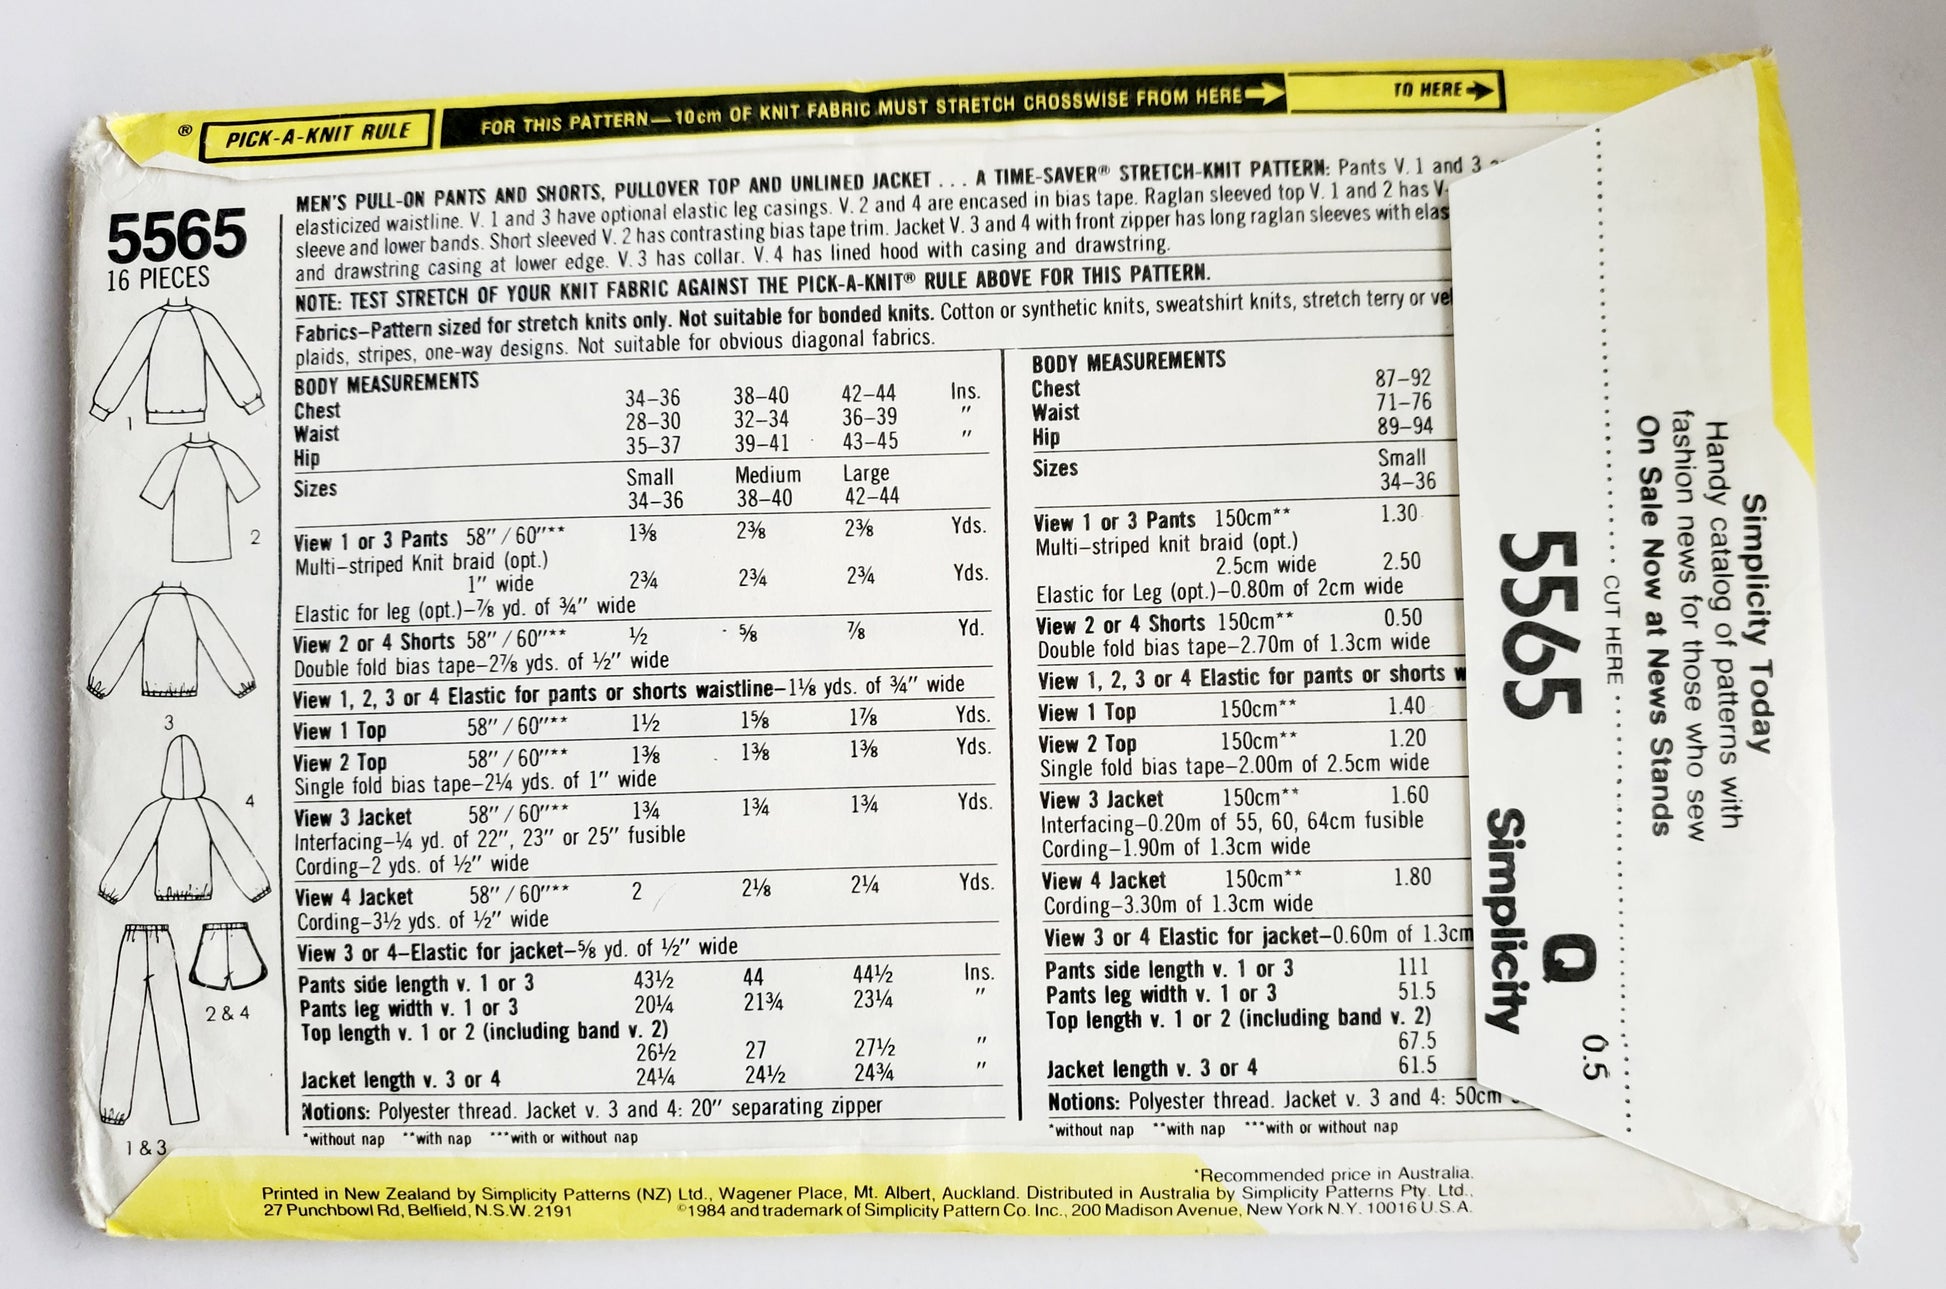 ® PICK-A-KNIT RULE FOR THIS PATTERN—10cm OF KNIT FABRIC MUST STRETCH CROSSWISE FROM HERE TO HERE
5565
16 PIECES
1
2
3
4
2 & 4
1 & 3
MEN'S PULL-ON PANTS AND SHORTS, PULLOVER TOP AND UNLINED JACKET . . . A TIME-SAVER® STRETCH-KNIT PATTERN: Pants V. 1 and 3
elasticized waistline. V. 1 and 3 have optional elastic leg casings. V. 2 and 4 are encased in bias tape. Raglan sleeved top V. 1 and 2 has V-
sleeve and lower bands. Short sleeved V. 2 has contrasting bias tape trim. Jacket V. 3 and 4 with front zipper has long raglan sleeves with elas
and drawstring casing at lower edge. V. 3 has collar. V. 4 has lined hood with casing and drawstring.
NOTE: TEST STRETCH OF YOUR KNIT FABRIC AGAINST THE PICK-A-KNIT® RULE ABOVE FOR THIS PATTERN.
Fabrics—Pattern sized for stretch knits only. Not suitable for bonded knits. Cotton or synthetic knits, sweatshirt knits, stretch terry or vel
plaids, stripes, one-way designs. Not suitable for obvious diagonal fabrics.
BODY MEASUREMENTS
Chest 34–36 38–40 42–44 Ins.
Waist 28–30 32–34 36–39 "
Hip 35–37 39–41 43–45 "
Sizes Small Medium Large
34–36 38–40 42–44
View 1 or 3 Pants 58"/60"** 1⅜ 2⅜ 2⅜ Yds.
Multi–striped Knit braid (opt.)
1" wide 2¾ 2¾ 2¾ Yds.
Elastic for leg (opt.)–⅞ yd. of ¾" wide
View 2 or 4 Shorts 58"/60"** ½ ⅝ ⅞ Yd.
Double fold bias tape–2⅞ yds. of ½" wide
View 1, 2, 3 or 4 Elastic for pants or shorts waistline–1⅛ yds. of ¾" wide
View 1 Top 58"/60"** 1½ 1⅝ 1⅞ Yds.
View 2 Top 58"/60"** 1⅜ 1⅜ 1⅜ Yds.
Single fold bias tape–2¼ yds. of 1" wide
View 3 Jacket 58"/60"** 1¾ 1¾ 1¾ Yds.
Interfacing–¼ yd. of 22", 23" or 25" fusible
Cording–2 yds. of ½" wide
View 4 Jacket 58"/60"** 2 2⅛ 2¼ Yds.
Cording–3½ yds. of ½" wide
View 3 or 4–Elastic for jacket–⅝ yd. of ½" wide
Pants side length v. 1 or 3 43½ 44 44½ Ins.
Pants leg width v. 1 or 3 20¼ 21¾ 23¼ "
Top length v. 1 or 2 (including band v. 2)
26½ 27 27½ "
Jacket length v. 3 or 4 24¼ 24½ 24¾ "
Notions: Polyester thread. Jacket v. 3 and 4: 20" separating zipper
*without nap **with nap ***with or without nap
BODY MEASUREMENTS
Chest 87–92
Waist 71–76
Hip 89–94
Sizes Small
34–36
View 1 or 3 Pants 150cm** 1.30
Multi–striped knit braid (opt.)
2.5cm wide 2.50
Elastic for Leg (opt.)–0.80m of 2cm wide
View 2 or 4 Shorts 150cm** 0.50
Double fold bias tape–2.70m of 1.3cm wide
View 1, 2, 3 or 4 Elastic for pants or shorts w
View 1 Top 150cm** 1.40
View 2 Top 150cm** 1.20
Single fold bias tape–2.00m of 2.5cm wide
View 3 Jacket 150cm** 1.60
Interfacing–0.20m of 55, 60, 64cm fusible
Cording–1.90m of 1.3cm wide
View 4 Jacket 150cm** 1.80
Cording–3.30m of 1.3cm wide
View 3 or 4 Elastic for jacket–0.60m of 1.3cm
Pants side length v. 1 or 3 111
Pants leg width v. 1 or 3 51.5
Top length v. 1 or 2 (including band v. 2)
67.5
Jacket length v. 3 or 4 61.5
Notions: Polyester thread. Jacket v. 3 and 4: 50cm
*without nap **with nap ***with or without nap
Simplicity Today
Handy catalog of patterns with
fashion news for those who sew
On Sale Now at News Stands
CUT HERE
5565 Q 0.5
Simplicity
*Recommended price in Australia.
Printed in New Zealand by Simplicity Patterns (NZ) Ltd., Wagener Place, Mt. Albert, Auckland. Distributed in Australia by Simplicity Patterns Pty. Ltd.,
27 Punchbowl Rd, Belfield, N.S.W. 2191 ©1984 and trademark of Simplicity Pattern Co. Inc., 200 Madison Avenue, New York N.Y. 10016 U.S.A.